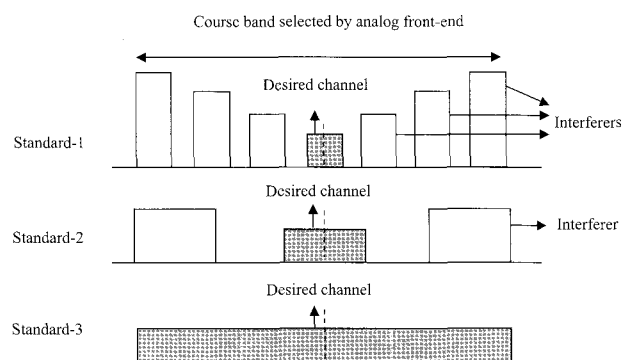 Course band selected by analog front-end
Desired channel
Interferers
Standard-1
Desired channel
Interferer
Standard-2
Desired channel
Standard-3